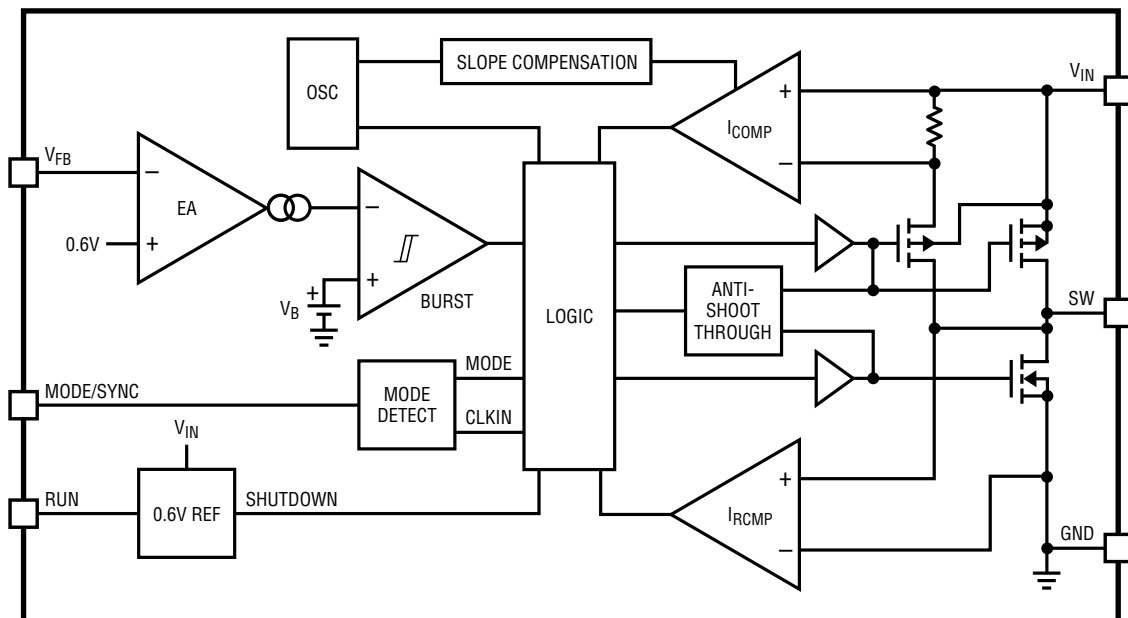 OSC
SLOPE COMPENSATION
VIN
+
ICOMP
–
VFB
–
EA
0.6V
+
–
+
+
VB
BURST
LOGIC
ANTI-
SHOOT
THROUGH
SW
MODE/SYNC
MODE
DETECT
MODE
CLKIN
VIN
RUN
0.6V REF
SHUTDOWN
+
IRCMP
–
GND